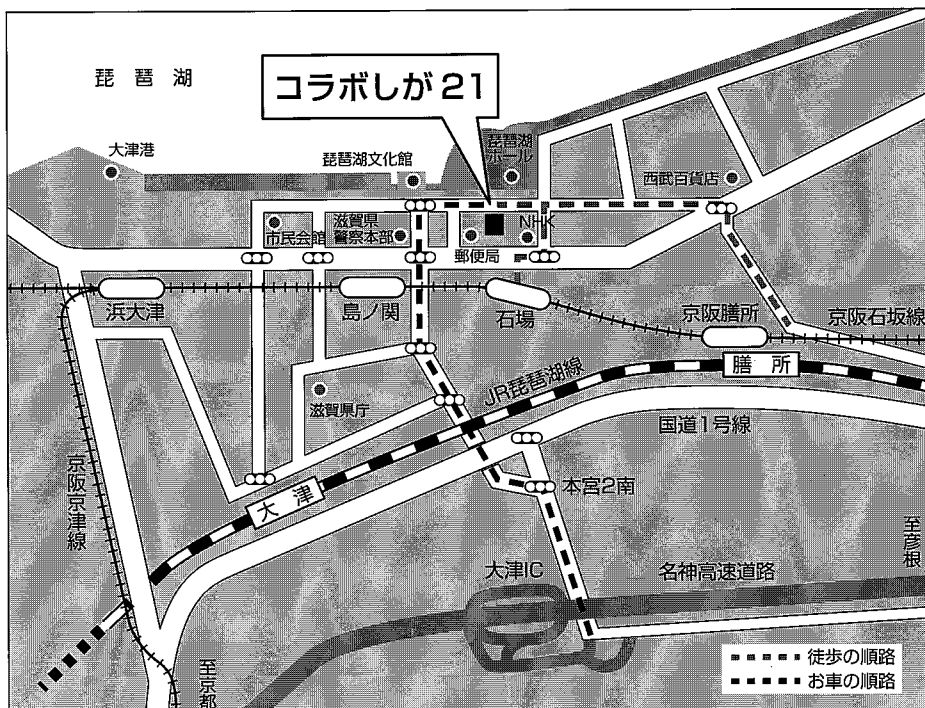 琵琶湖
コラボしが21
大津港
琵琶湖文化館
琵琶湖
ホール
西武百貨店
市民会館
滋賀県
警察本部
郵便局
NHK
浜大津
島ノ関
石場
京阪膳所
京阪石坂線
膳所
滋賀県庁
JR琵琶湖線
国道1号線
京阪京津線
大津
本宮2南
至彦根
大津IC
名神高速道路
至京都
徒歩の順路
お車の順路